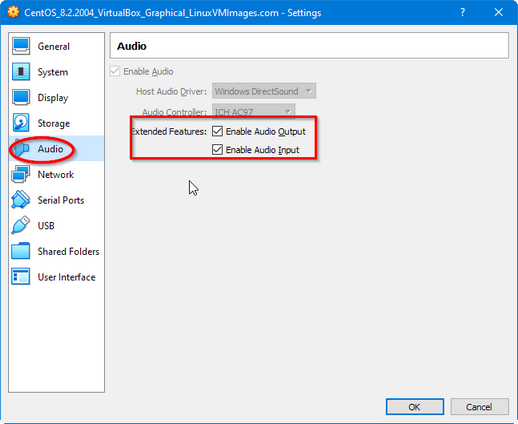 CentOS_8.2.2004_VirtualBox_Graphical_LinuxVMImages.com - Settings
?
General
System
Display
Storage
Audio
Network
Serial Ports
USB
Shared Folders
User Interface
Audio
Enable Audio
Host Audio Driver: Windows DirectSound
Audio Controller: ICH AC97
Extended Features: Enable Audio Output
Enable Audio Input
OK
Cancel